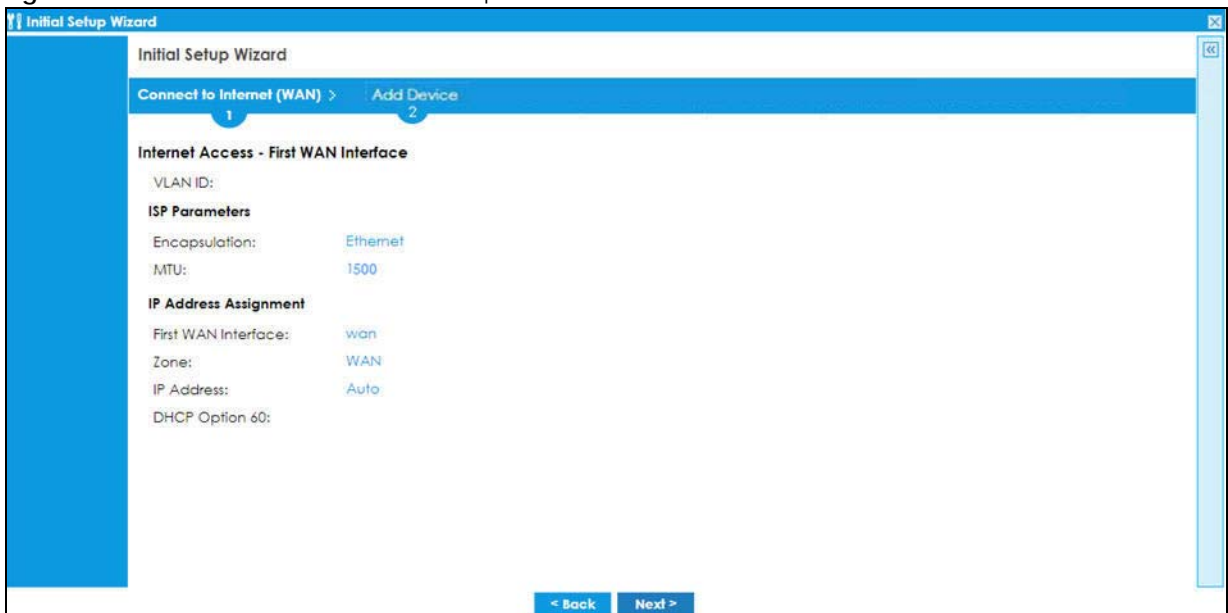 Initial Setup Wizard
Initial Setup Wizard
Connect to Internet (WAN) > Add Device
1 2
Internet Access - First WAN Interface
VLAN ID:
ISP Parameters
Encapsulation: Ethernet
MTU: 1500
IP Address Assignment
First WAN Interface: wan
Zone: WAN
IP Address: Auto
DHCP Option 60:
< Back Next >